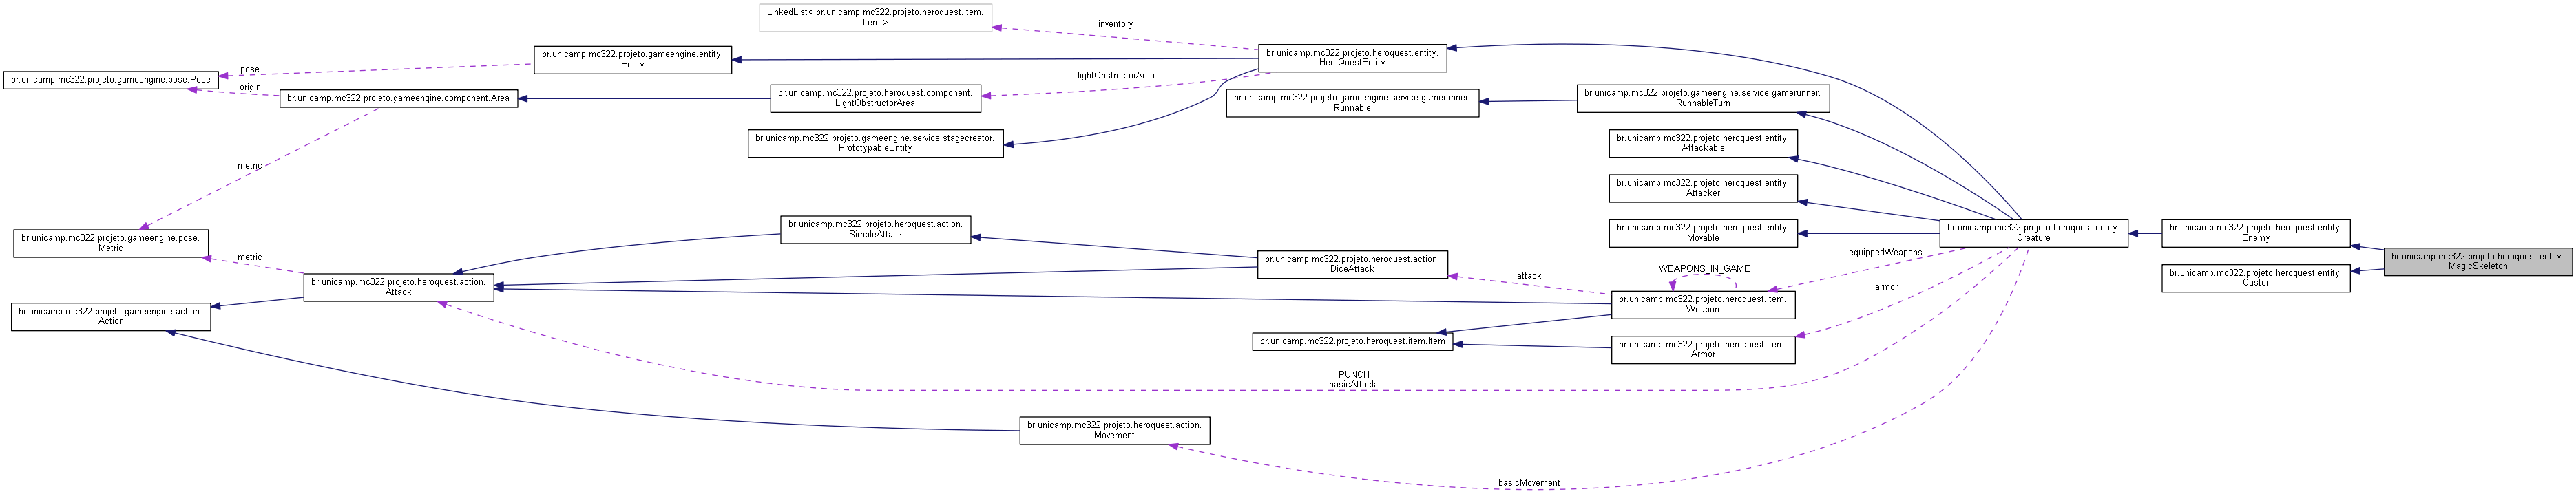 LinkedList< br.unicamp.mc322.projeto.heroquest.item.
Item >
inventory
br.unicamp.mc322.projeto.gameengine.entity.
Entity
br.unicamp.mc322.projeto.heroquest.entity.
HeroQuestEntity
pose
br.unicamp.mc322.projeto.gameengine.pose.Pose
origin
br.unicamp.mc322.projeto.gameengine.component.Area
lightObstructorArea
br.unicamp.mc322.projeto.heroquest.component.
LightObstructorArea
br.unicamp.mc322.projeto.gameengine.service.gamerunner.
Runnable
br.unicamp.mc322.projeto.gameengine.service.gamerunner.
RunnableTurn
br.unicamp.mc322.projeto.gameengine.service.stagecreator.
PrototypableEntity
br.unicamp.mc322.projeto.heroquest.entity.
Attackable
metric
br.unicamp.mc322.projeto.heroquest.entity.
Attacker
br.unicamp.mc322.projeto.gameengine.pose.
Metric
br.unicamp.mc322.projeto.heroquest.action.
SimpleAttack
br.unicamp.mc322.projeto.heroquest.entity.
Movable
br.unicamp.mc322.projeto.heroquest.entity.
Creature
br.unicamp.mc322.projeto.heroquest.entity.
Enemy
br.unicamp.mc322.projeto.heroquest.entity.
MagicSkeleton
metric
br.unicamp.mc322.projeto.heroquest.action.
DiceAttack
equippedWeapons
WEAPONS_IN_GAME
attack
br.unicamp.mc322.projeto.heroquest.entity.
Caster
br.unicamp.mc322.projeto.heroquest.action.
Attack
armor
br.unicamp.mc322.projeto.heroquest.item.
Weapon
br.unicamp.mc322.projeto.gameengine.action.
Action
br.unicamp.mc322.projeto.heroquest.item.Item
br.unicamp.mc322.projeto.heroquest.item.
Armor
PUNCH
basicAttack
br.unicamp.mc322.projeto.heroquest.action.
Movement
basicMovement